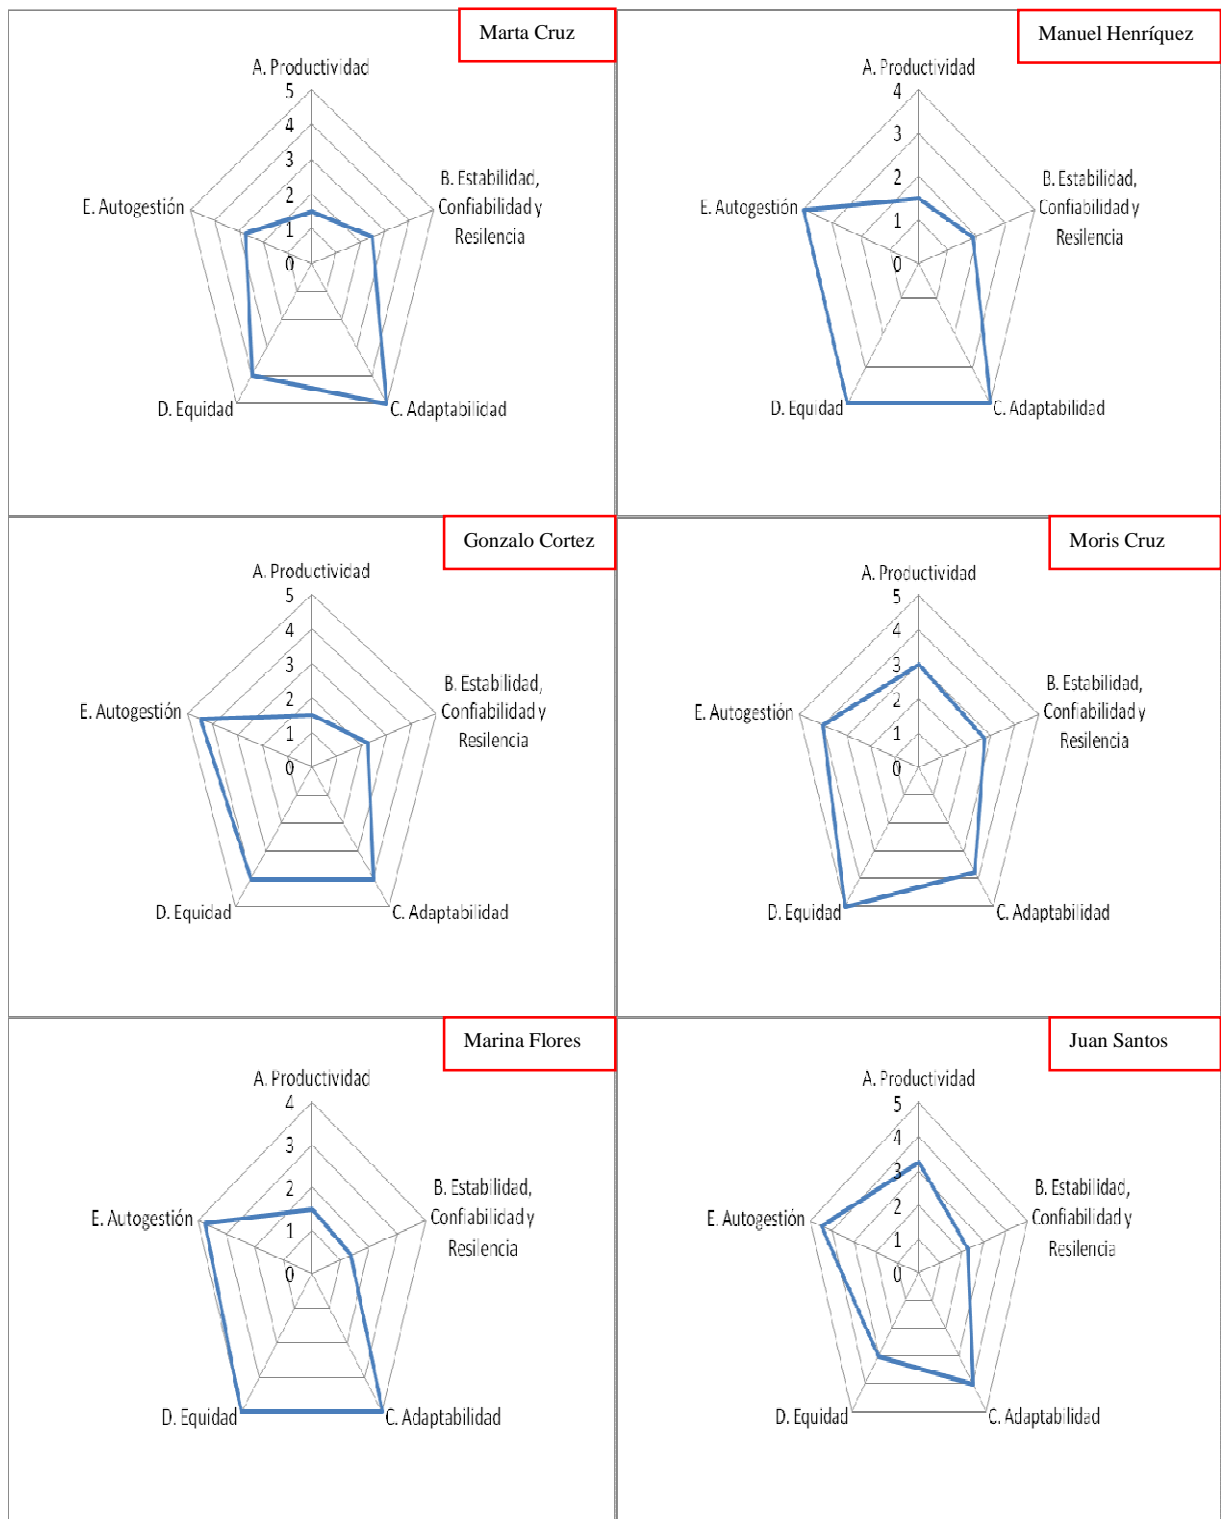 Marta Cruz
A. Productividad
5
4
3
2
1
0
B. Estabilidad,
Confiabilidad y
Resilencia
C. Adaptabilidad
D. Equidad
E. Autogestión
Manuel Henríquez
A. Productividad
4
3
2
1
0
B. Estabilidad,
Confiabilidad y
Resilencia
C. Adaptabilidad
D. Equidad
E. Autogestión
Gonzalo Cortez
A. Productividad
5
4
3
2
1
0
B. Estabilidad,
Confiabilidad y
Resilencia
C. Adaptabilidad
D. Equidad
E. Autogestión
Moris Cruz
A. Productividad
5
4
3
2
1
0
B. Estabilidad,
Confiabilidad y
Resilencia
C. Adaptabilidad
D. Equidad
E. Autogestión
Marina Flores
A. Productividad
4
3
2
1
0
B. Estabilidad,
Confiabilidad y
Resilencia
C. Adaptabilidad
D. Equidad
E. Autogestión
Juan Santos
A. Productividad
5
4
3
2
1
0
B. Estabilidad,
Confiabilidad y
Resilencia
C. Adaptabilidad
D. Equidad
E. Autogestión